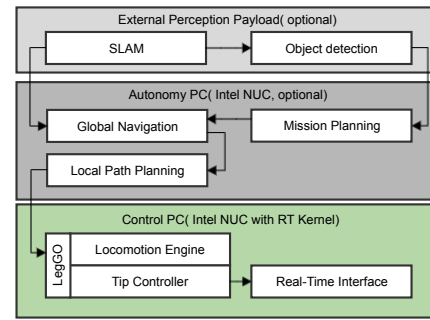 External Perception Payload( optional)
SLAM
Object detection
Autonomy PC( Intel NUC, optional)
Global Navigation
Mission Planning
Local Path Planning
Control PC( Intel NUC with RT Kernel)
LegGO
Locomotion Engine
Tip Controller
Real-Time Interface